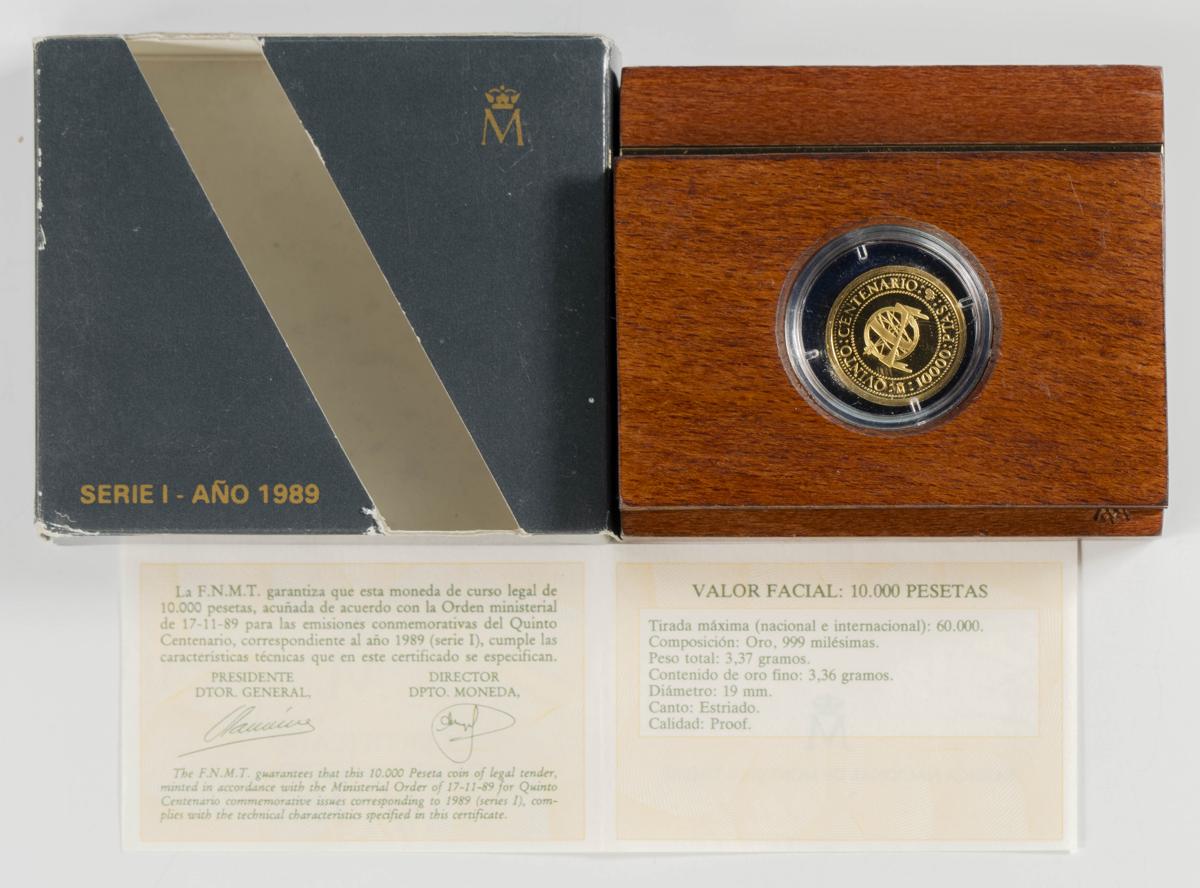 M
SERIE I - AÑO 1989
QVINTO:CENTENARIO:
M:10000:PTAS:
La F.N.M.T. garantiza que esta moneda de curso legal de
10.000 pesetas, acuñada de acuerdo con la Orden ministerial
de 17-11-89 para las emisiones conmemorativas del Quinto
Centenario, correspondiente al año 1989 (serie I), cumple las
características técnicas que en este certificado se especifican.
PRESIDENTE
DTOR. GENERAL,
DIRECTOR
DPTO. MONEDA,
The F.N.M.T. guarantees that this 10.000 Peseta coin of legal tender,
minted in accordance with the Ministerial Order of 17-11-89 for Quinto
Centenario commemorative issues corresponding to 1989 (series I), com-
plies with the technical characteristics specified in this certificate.
VALOR FACIAL: 10.000 PESETAS
Tirada máxima (nacional e internacional): 60.000.
Composición: Oro, 999 milésimas.
Peso total: 3,37 gramos.
Contenido de oro fino: 3,36 gramos.
Diámetro: 19 mm.
Canto: Estriado.
Calidad: Proof.